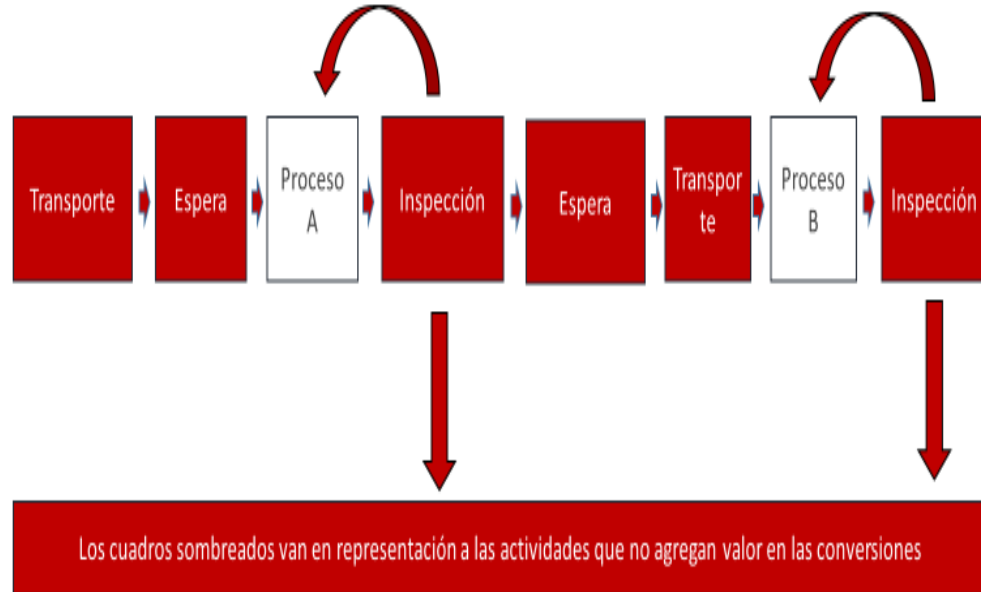 Transporte
Espera
Proceso
A
Inspección
Espera
Transpor
te
Proceso
B
Inspección
Los cuadros sombreados van en representación a las actividades que no agregan valor en las conversiones